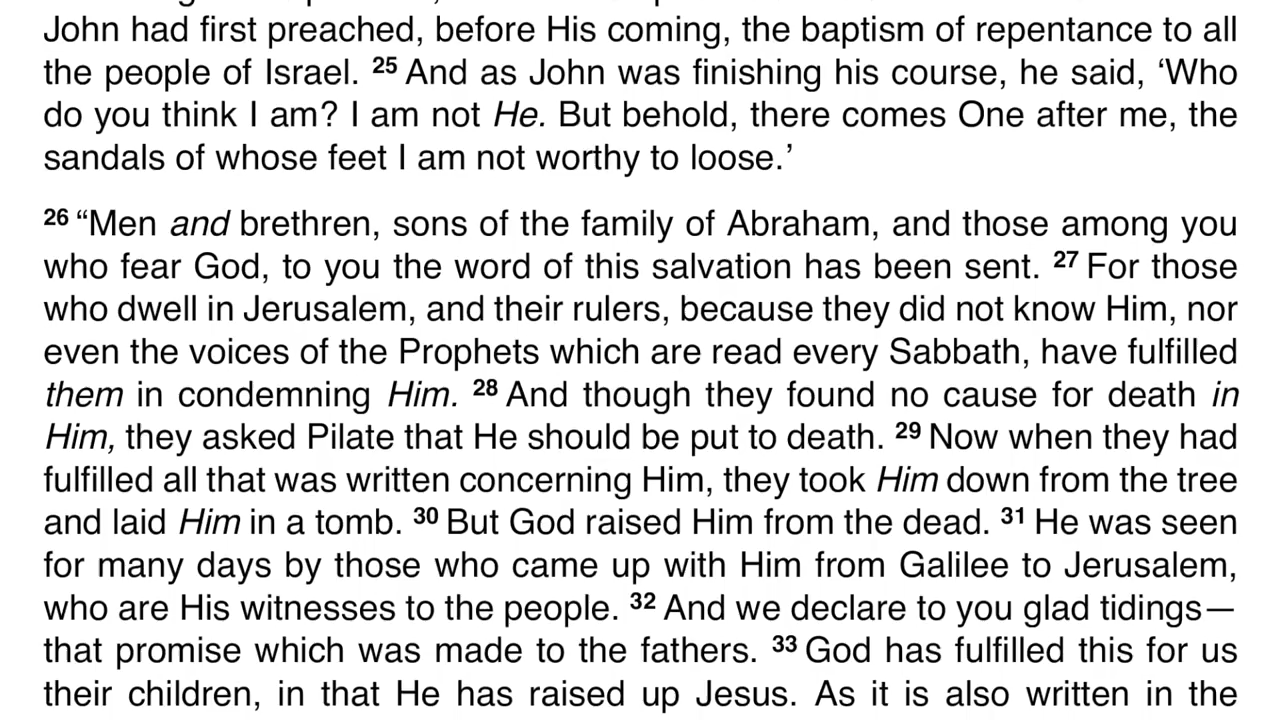 John had first preached, before His coming, the baptism of repentance to all
the people of Israel. 25 And as John was finishing his course, he said, ‘Who
do you think I am? I am not He. But behold, there comes One after me, the
sandals of whose feet I am not worthy to loose.’
26 “Men and brethren, sons of the family of Abraham, and those among you
who fear God, to you the word of this salvation has been sent. 27 For those
who dwell in Jerusalem, and their rulers, because they did not know Him, nor
even the voices of the Prophets which are read every Sabbath, have fulfilled
them in condemning Him. 28 And though they found no cause for death in
Him, they asked Pilate that He should be put to death. 29 Now when they had
fulfilled all that was written concerning Him, they took Him down from the tree
and laid Him in a tomb. 30 But God raised Him from the dead. 31 He was seen
for many days by those who came up with Him from Galilee to Jerusalem,
who are His witnesses to the people. 32 And we declare to you glad tidings—
that promise which was made to the fathers. 33 God has fulfilled this for us
their children, in that He has raised up Jesus. As it is also written in the